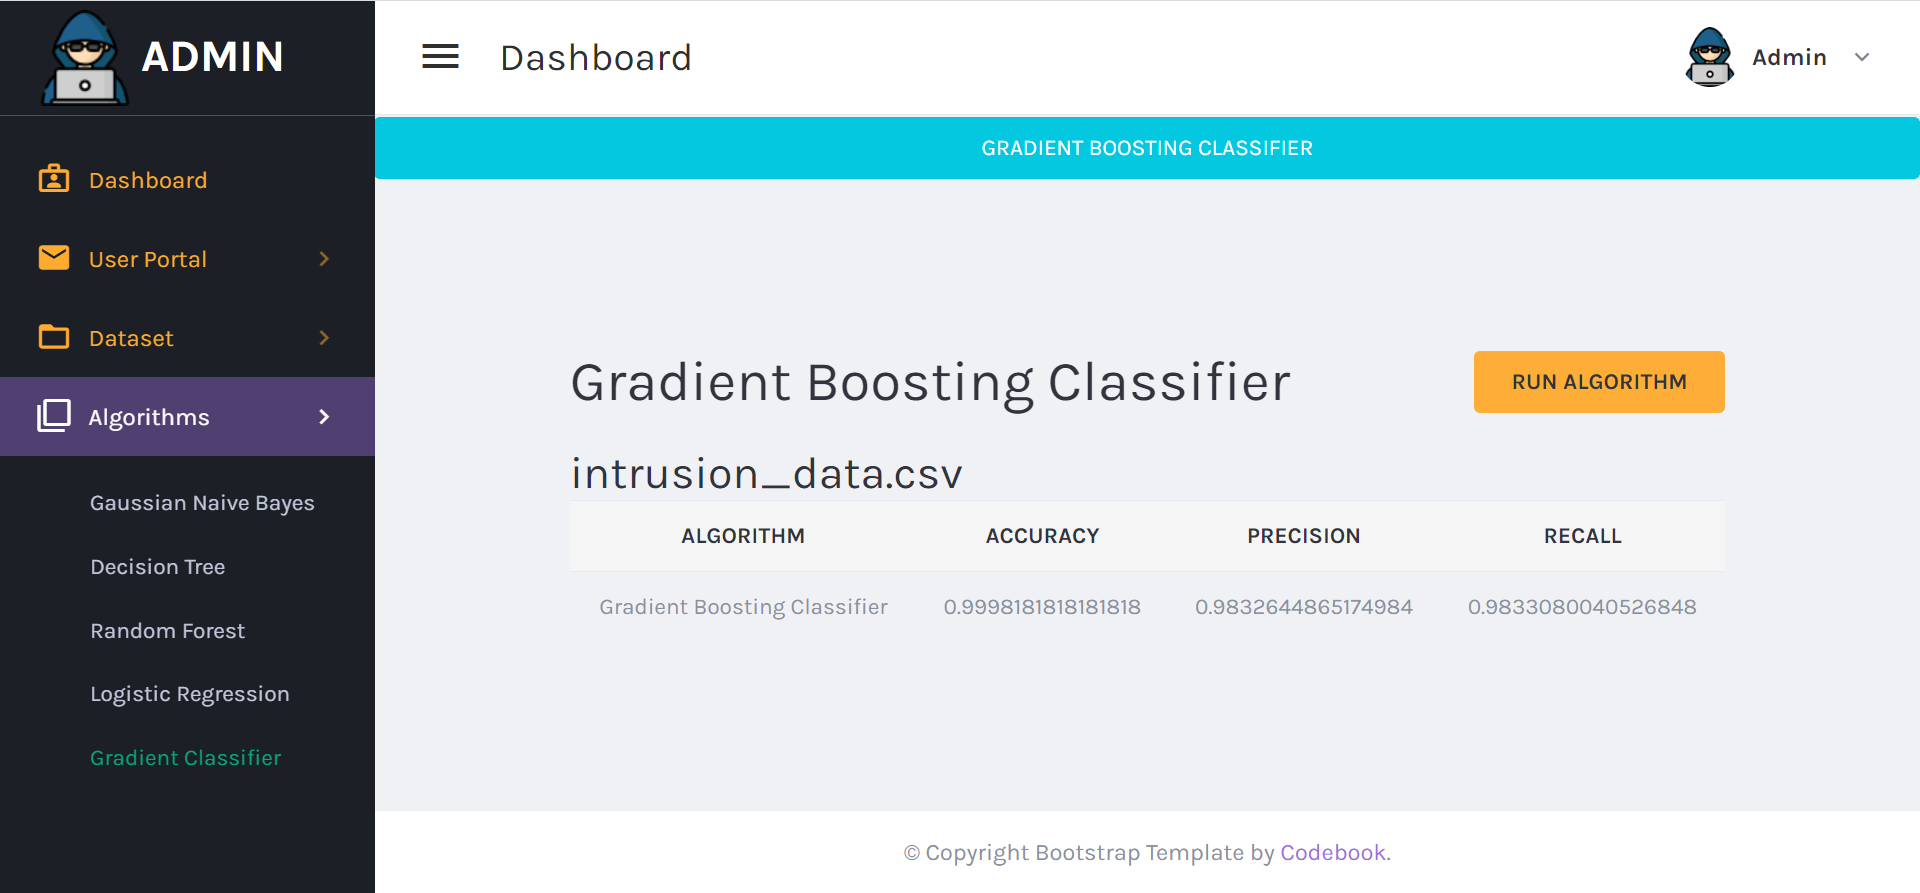 ADMIN
Dashboard
User Portal
Dataset
Algorithms
Gaussian Naive Bayes
Decision Tree
Random Forest
Logistic Regression
Gradient Classifier
Dashboard
Admin
GRADIENT BOOSTING CLASSIFIER
Gradient Boosting Classifier
RUN ALGORITHM
intrusion_data.csv
ALGORITHM ACCURACY PRECISION RECALL
Gradient Boosting Classifier 0.9998181818181818 0.9832644865174984 0.9833080040526848
© Copyright Bootstrap Template by Codebook.